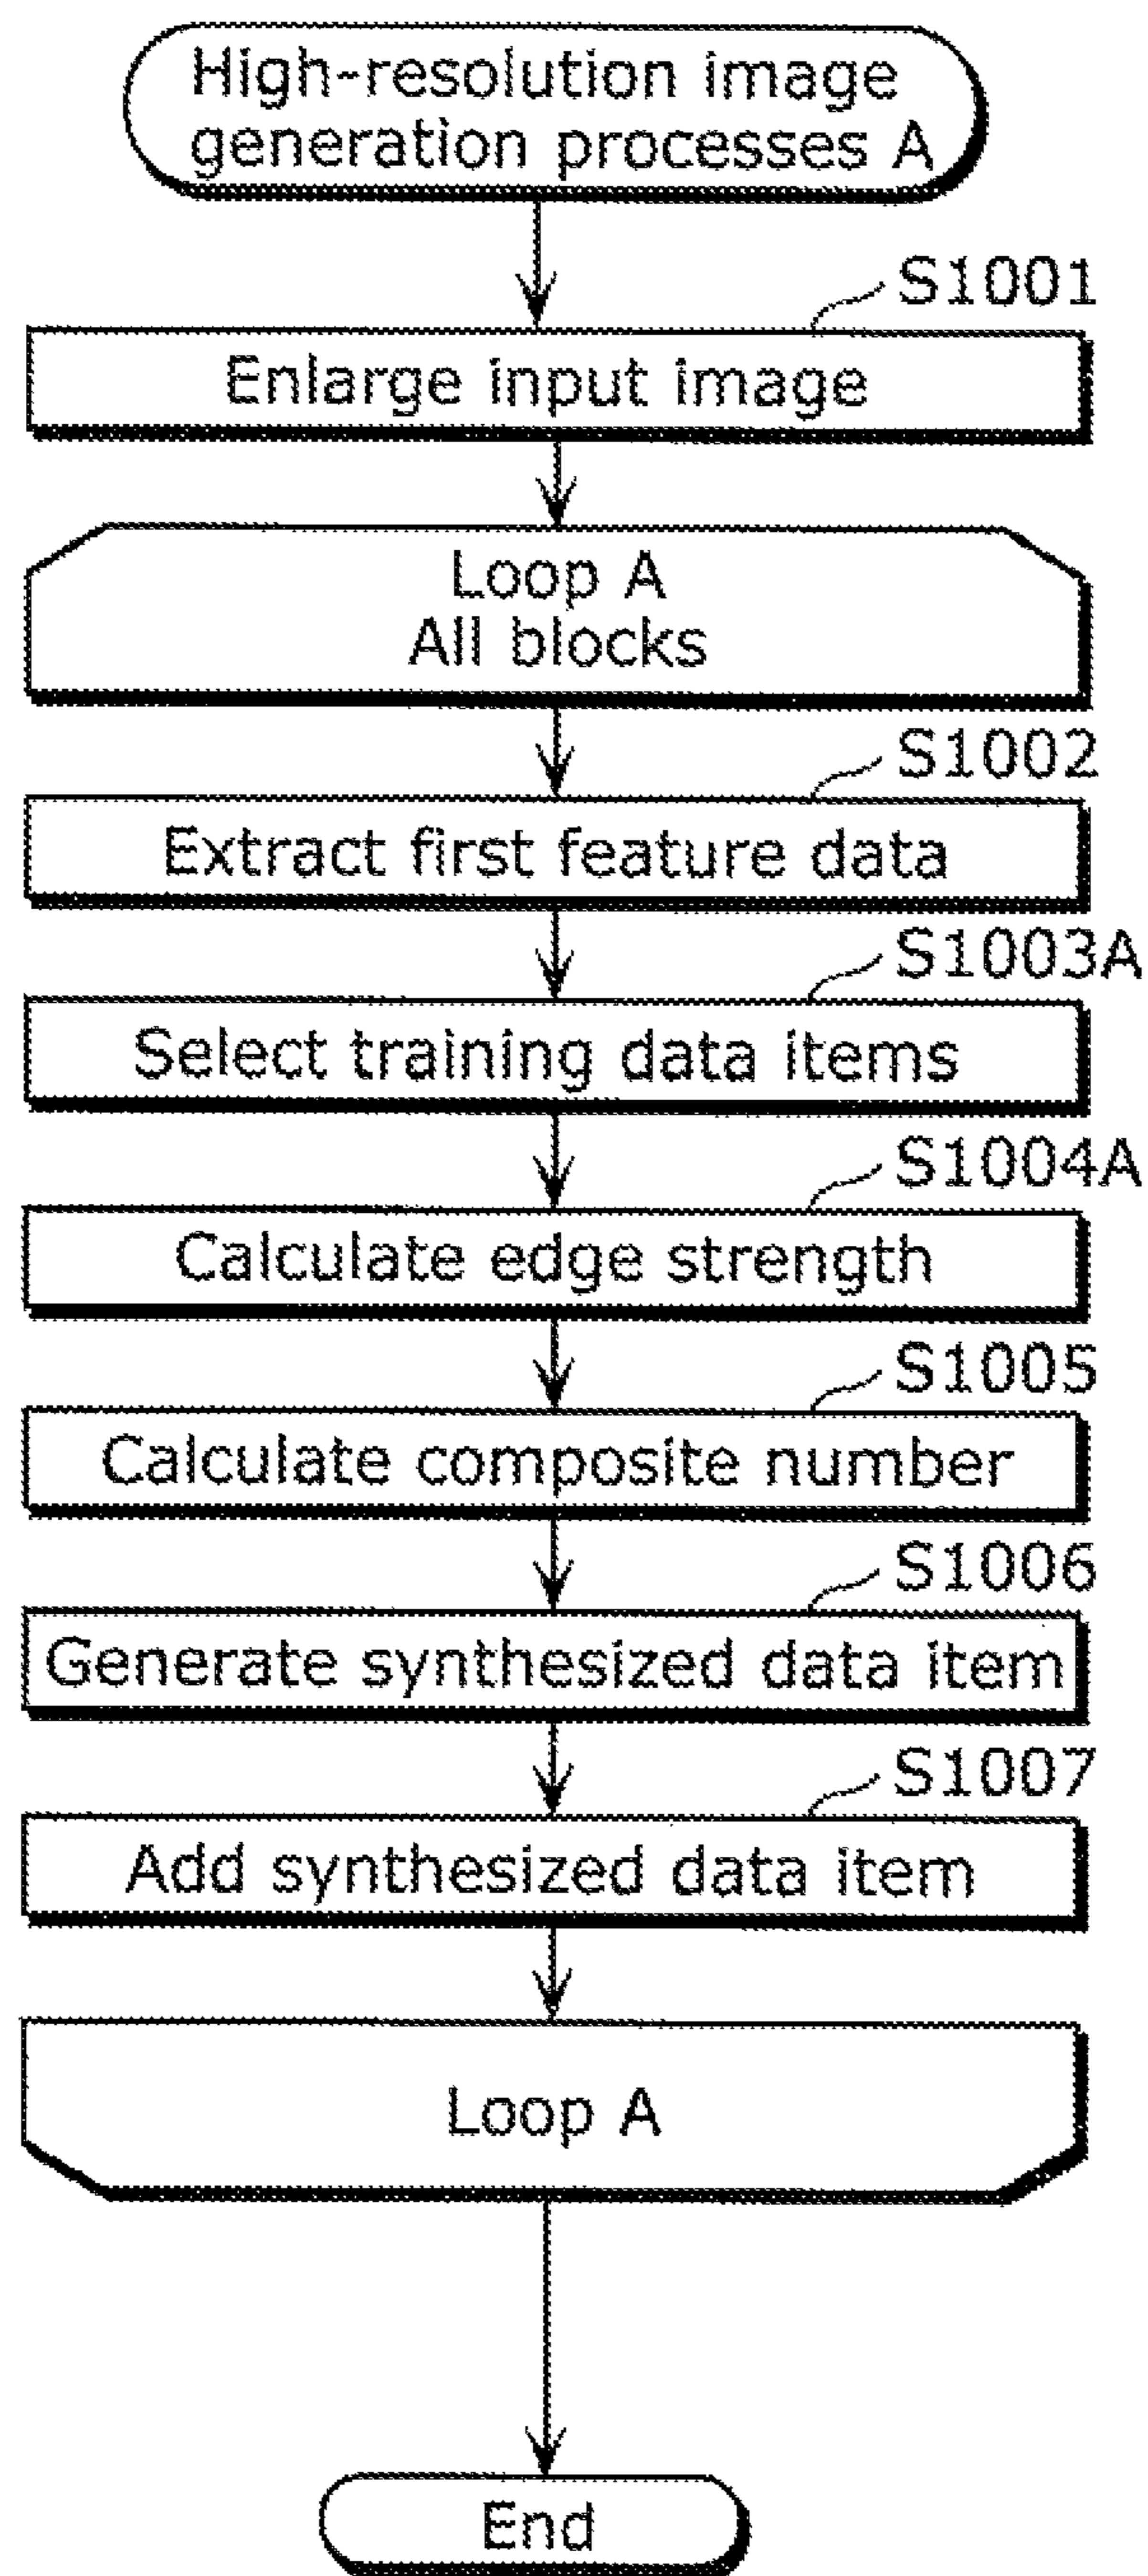 High-resolution image
generation processes A
S1001
Enlarge input image
Loop A
All blocks
S1002
Extract first feature data
S1003A
Select training data items
S1004A
Calculate edge strength
S1005
Calculate composite number
S1006
Generate synthesized data item
S1007
Add synthesized data item
Loop A
End